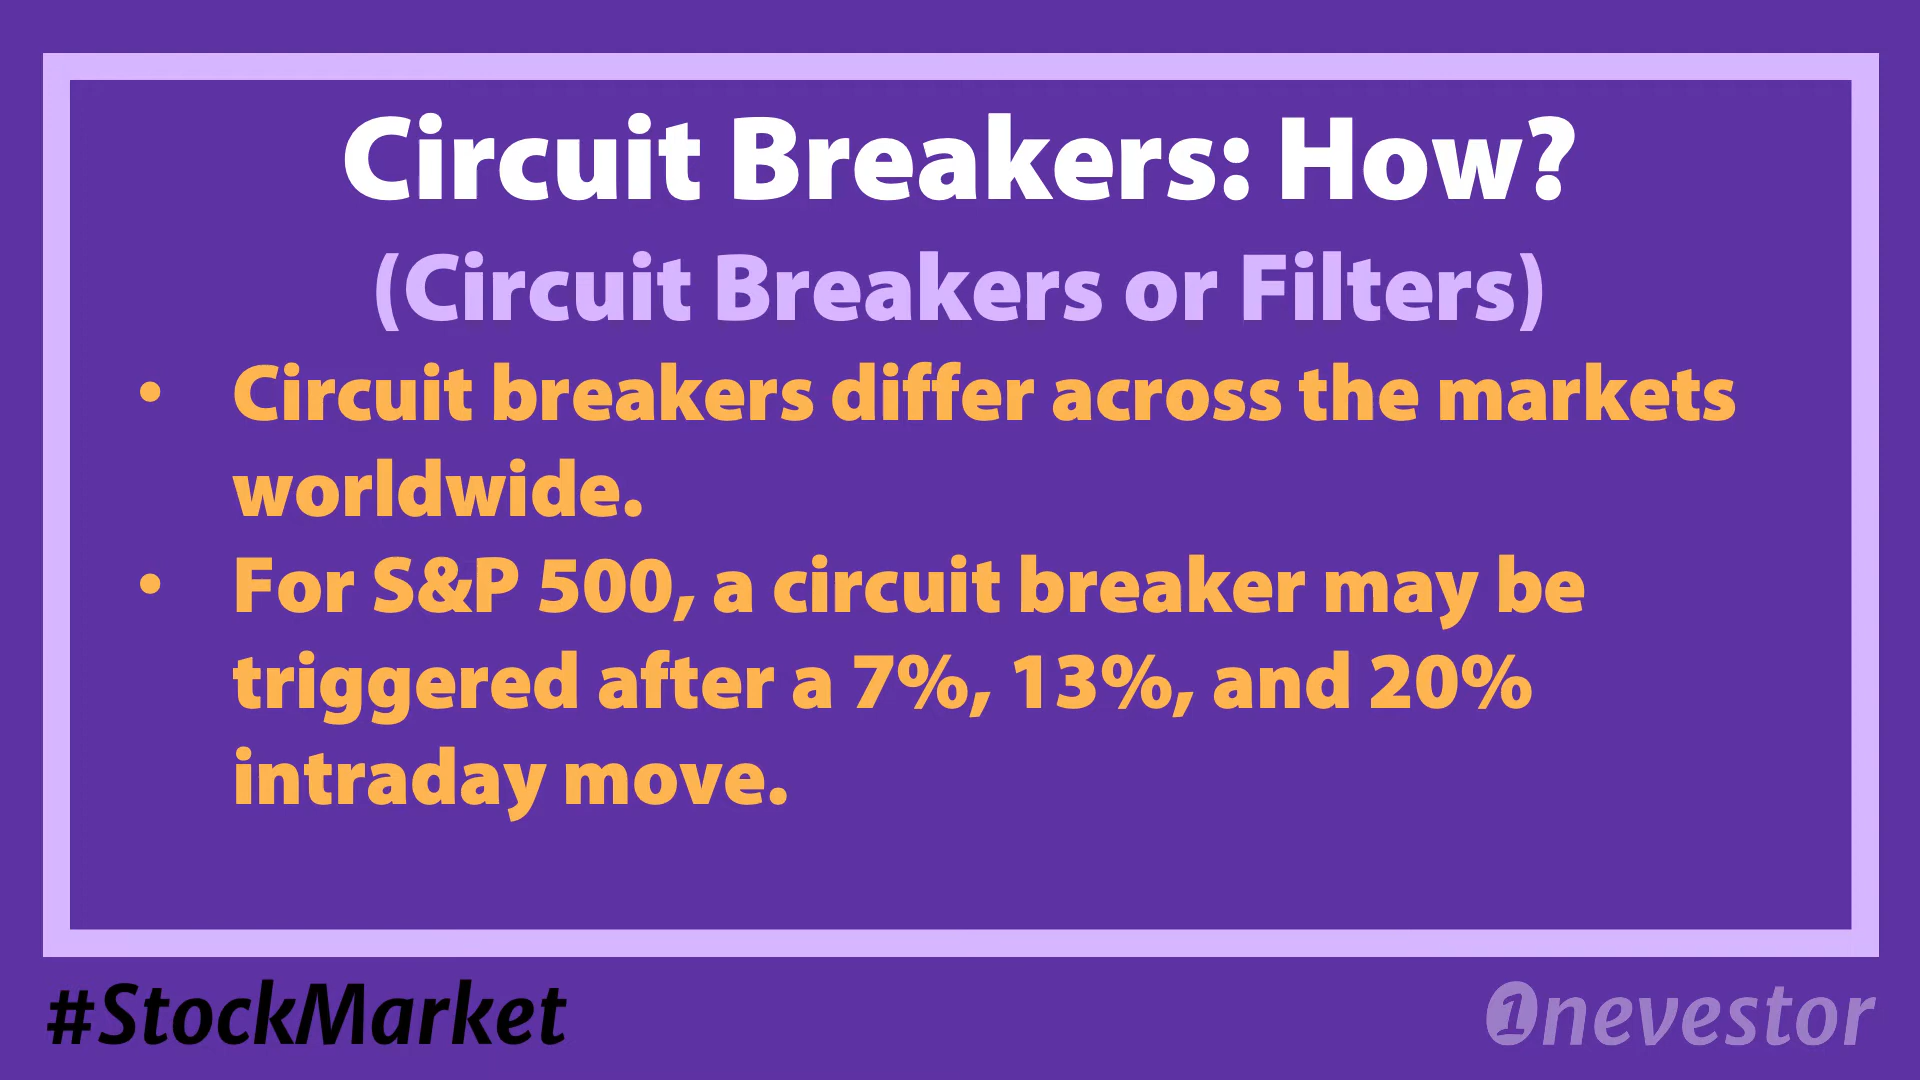 Circuit Breakers: How?
(Circuit Breakers or Filters)
• Circuit breakers differ across the markets
worldwide.
• For S&P 500, a circuit breaker may be
triggered after a 7%, 13%, and 20%
intraday move.
#StockMarket
1nevestor